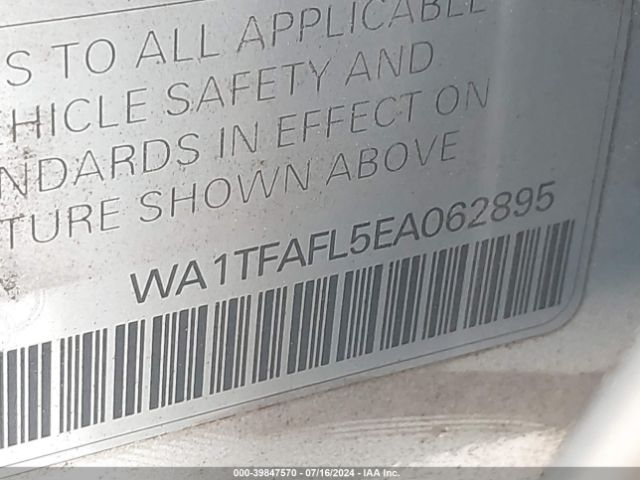 S TO ALL APPLICABLE
HICLE SAFETY AND
NDARDS IN EFFECT ON
TURE SHOWN ABOVE
WA1TFAFL5EA062895
000-39847570 - 07/16/2024 - IAA Inc.